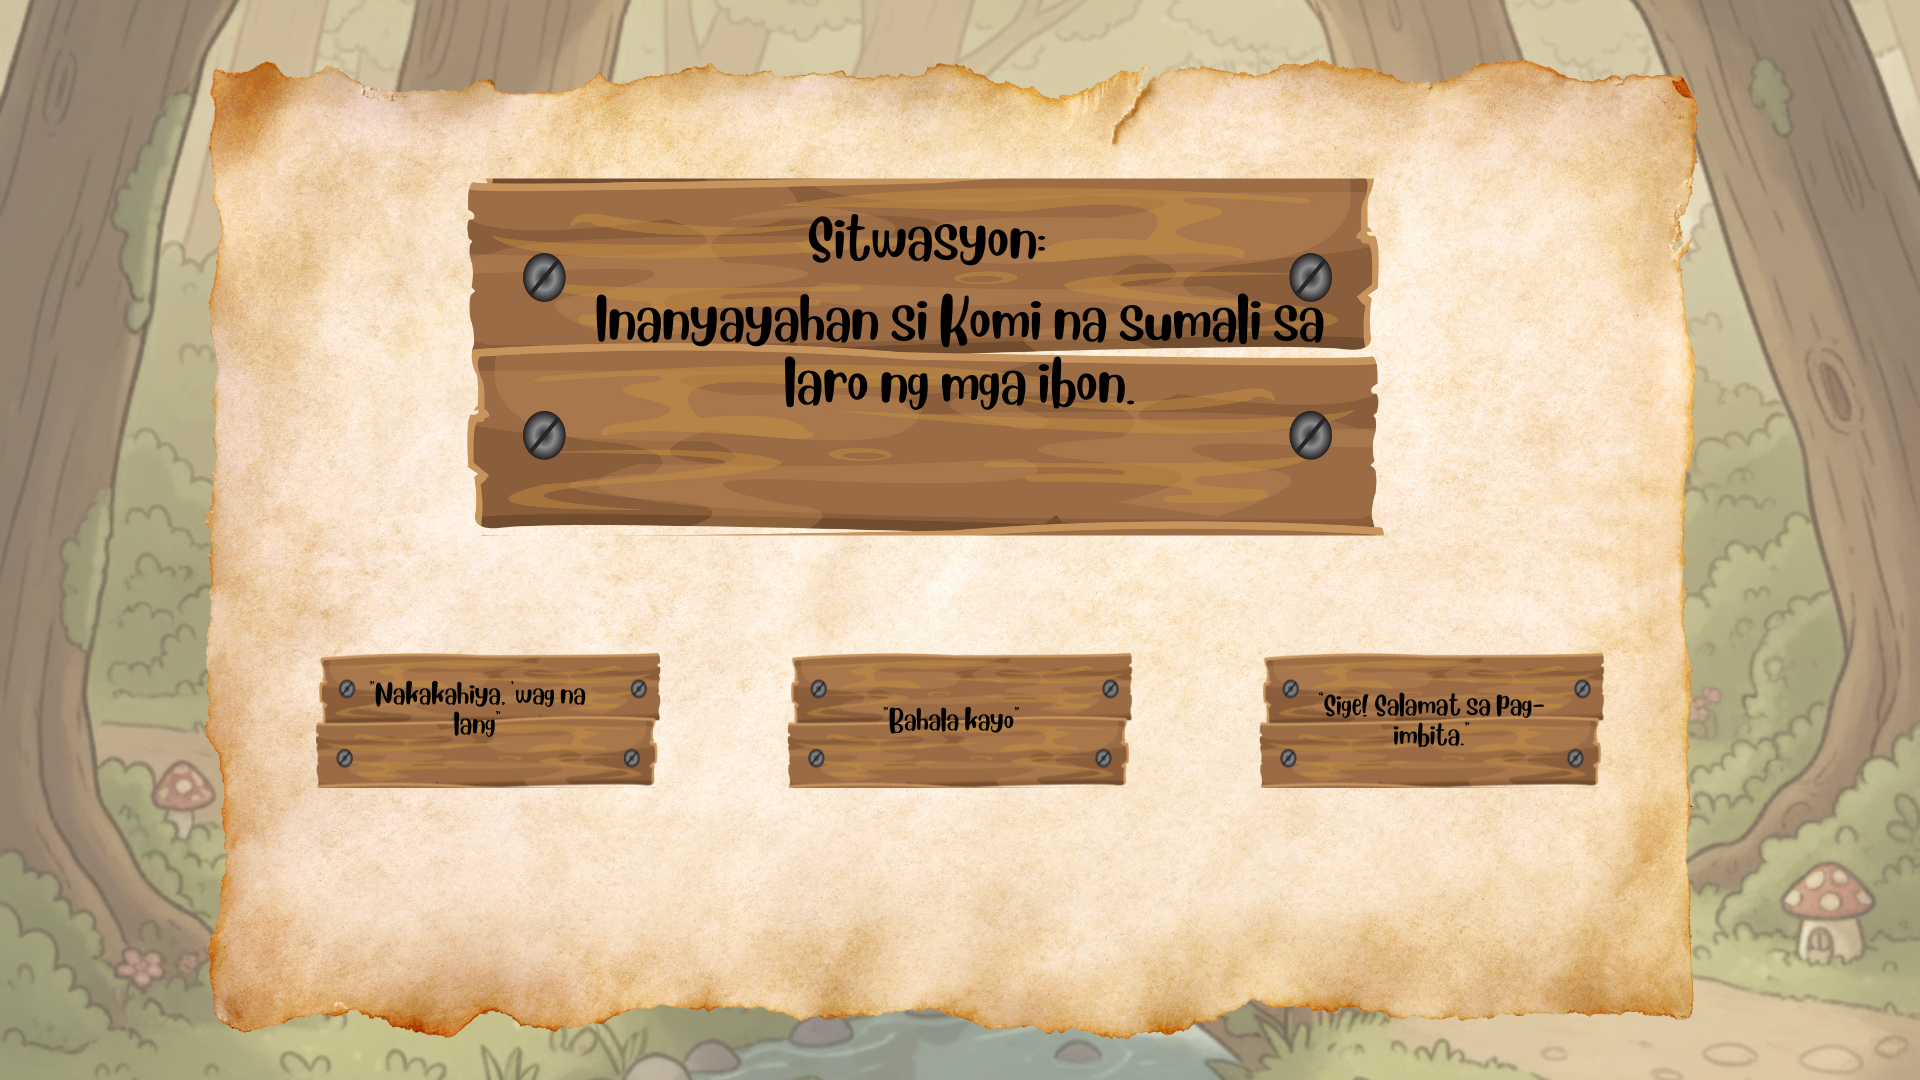 Sitwasyon:
Inanyayahan si Komi na sumali sa
laro ng mga ibon.
"Nakakahiya, 'wag na
lang"
"Bahala kayo"
"Sige! Salamat sa Pag-
imbita."